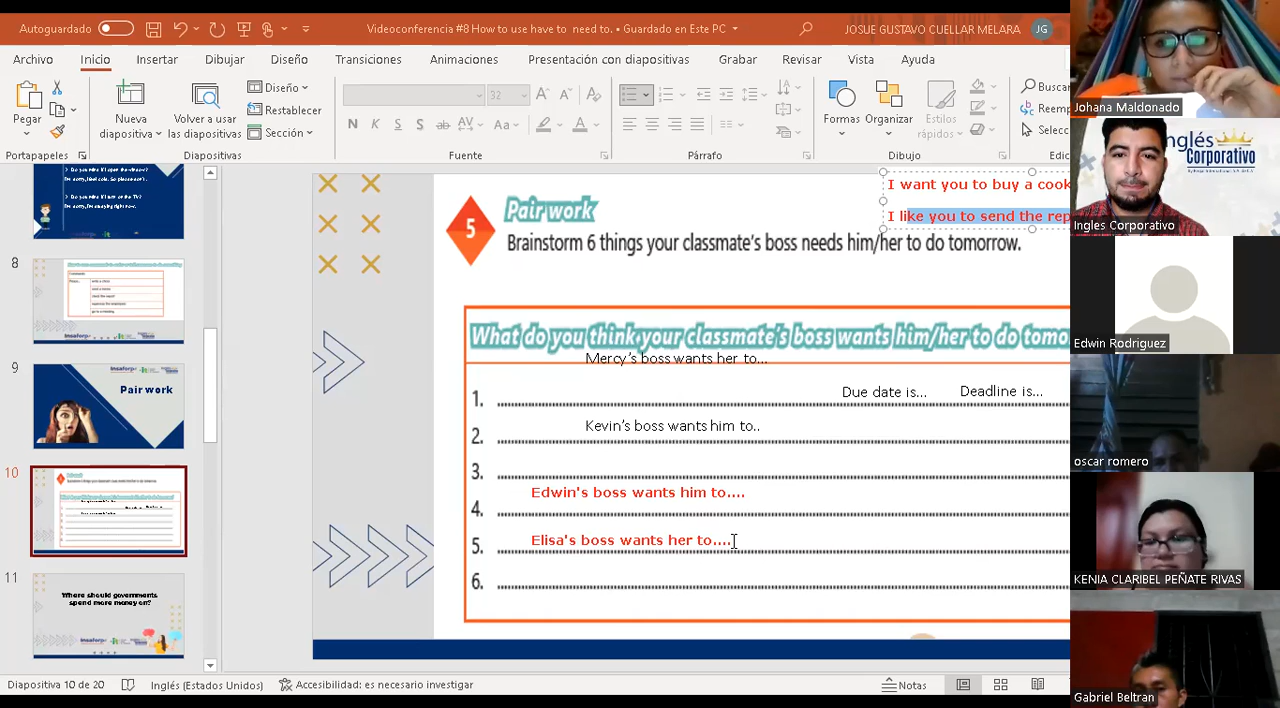 Autoguardado
Videoconferencia #8 How to use have to need to. • Guardado en Este PC
JOSUE GUSTAVO CUELLAR MELARA
JG
Archivo Inicio Insertar Dibujar Diseño Transiciones Animaciones Presentación con diapositivas Grabar Revisar Vista Ayuda
Pegar
Nueva diapositiva
Volver a usar las diapositivas
Diseño
Restablecer
Sección
32
N K S
Aa
Formas
Organizar
Estilos rápidos
Buscar
Reemp
Selecc
Portapapeles
Diapositivas
Fuente
Párrafo
Dibujo
Edic
8
9
Pair work
10
11
Where should governments
spend more money on?
I want you to buy a cook
I like you to send the rep
5
Pair work
Brainstorm 6 things your classmate's boss needs him/her to do tomorrow.
What do you think your classmate's boss wants him/her to do tomo
Mercy's boss wants her to...
1.
Due date is... Deadline is...
Kevin's boss wants him to..
2.
3.
Edwin's boss wants him to....
4.
Elisa's boss wants her to....
5.
6.
Diapositiva 10 de 20
Inglés (Estados Unidos)
Accesibilidad: es necesario investigar
Notas
Johana Maldonado
Inglés
Corporativo
Ingles Corporativo
Edwin Rodriguez
oscar romero
KENIA CLARIBEL PEÑATE RIVAS
Gabriel Beltran